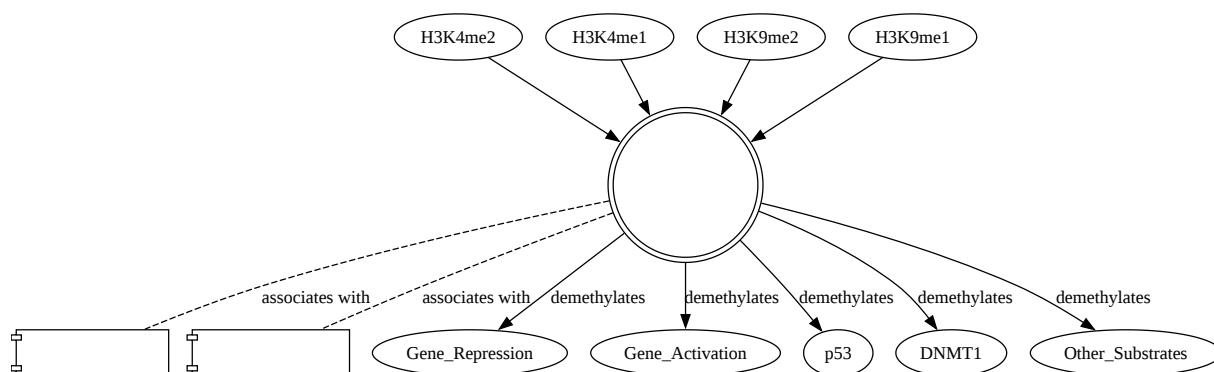 H3K4me2 H3K4me1 H3K9me2 H3K9me1
associates with associates with demethylates demethylates demethylates demethylates demethylates
Gene_Repression Gene_Activation p53 DNMT1 Other_Substrates